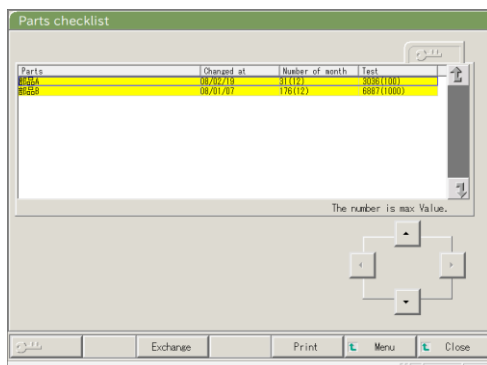 Parts checklist
Parts Changed at Number of month Test
部品A 08/02/19 31(12) 3036(100)
部品B 08/01/07 176(12) 6887(1000)
The number is max Value.
Exchange Print Menu Close